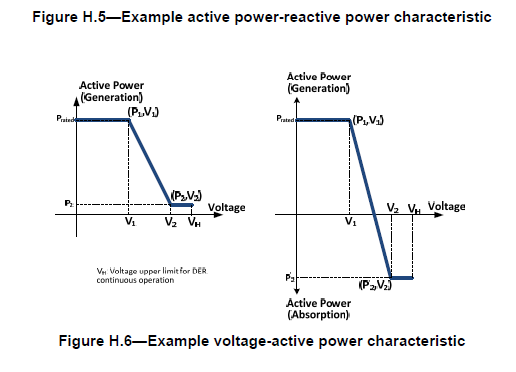 Figure H.5—Example active power-reactive power characteristic
Active Power
(Generation)
Prated
(P1,V1)
P2
(P2,V2)
Voltage
V1
V2
VH
VH Voltage upper limit for DER
continuous operation
Active Power
(Generation)
Prated
(P1,V1)
V2
VH
Voltage
V1
P'2
(P'2,V2)
Active Power
(Absorption)
Figure H.6—Example voltage-active power characteristic